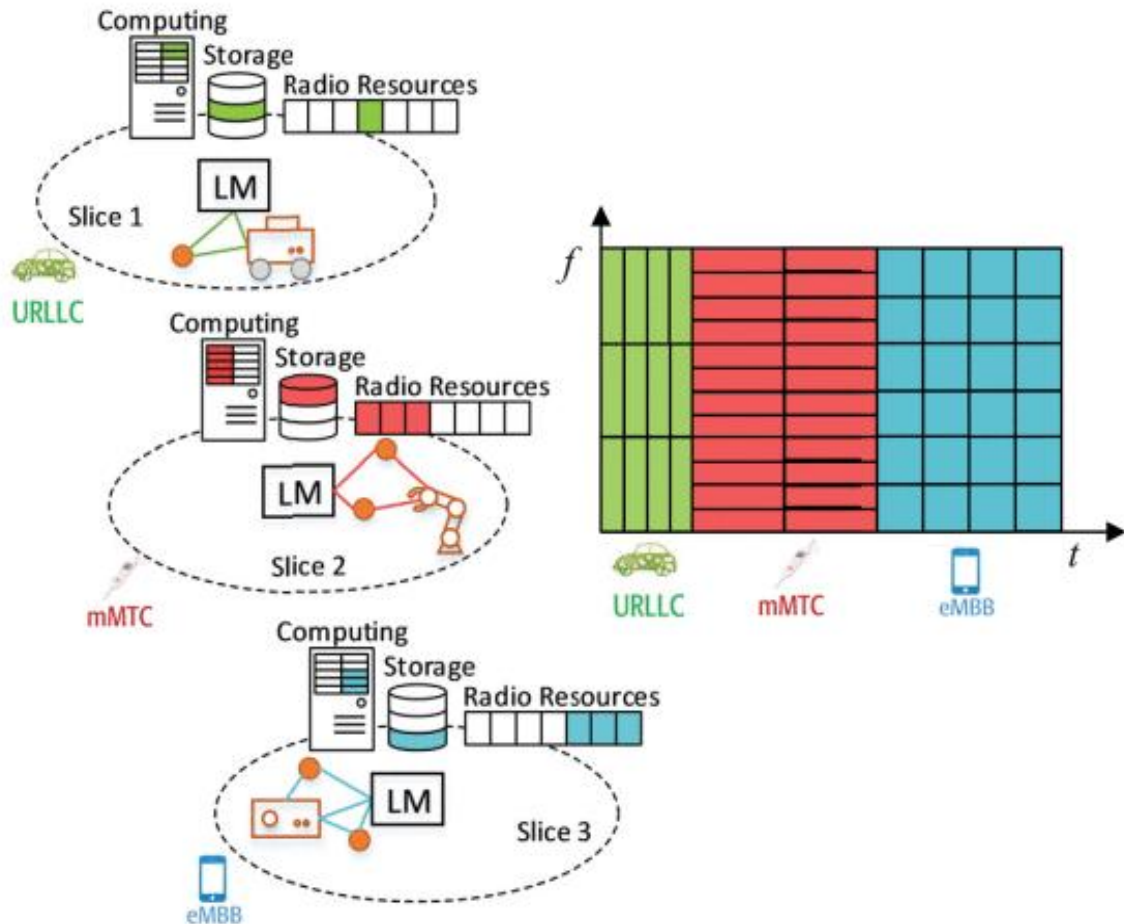 Computing
Storage
Radio Resources
LM
Slice 1
URLLC
Computing
Storage
Radio Resources
LM
Slice 2
mMTC
Computing
Storage
Radio Resources
LM
Slice 3
eMBB
f
t
URLLC
mMTC
eMBB